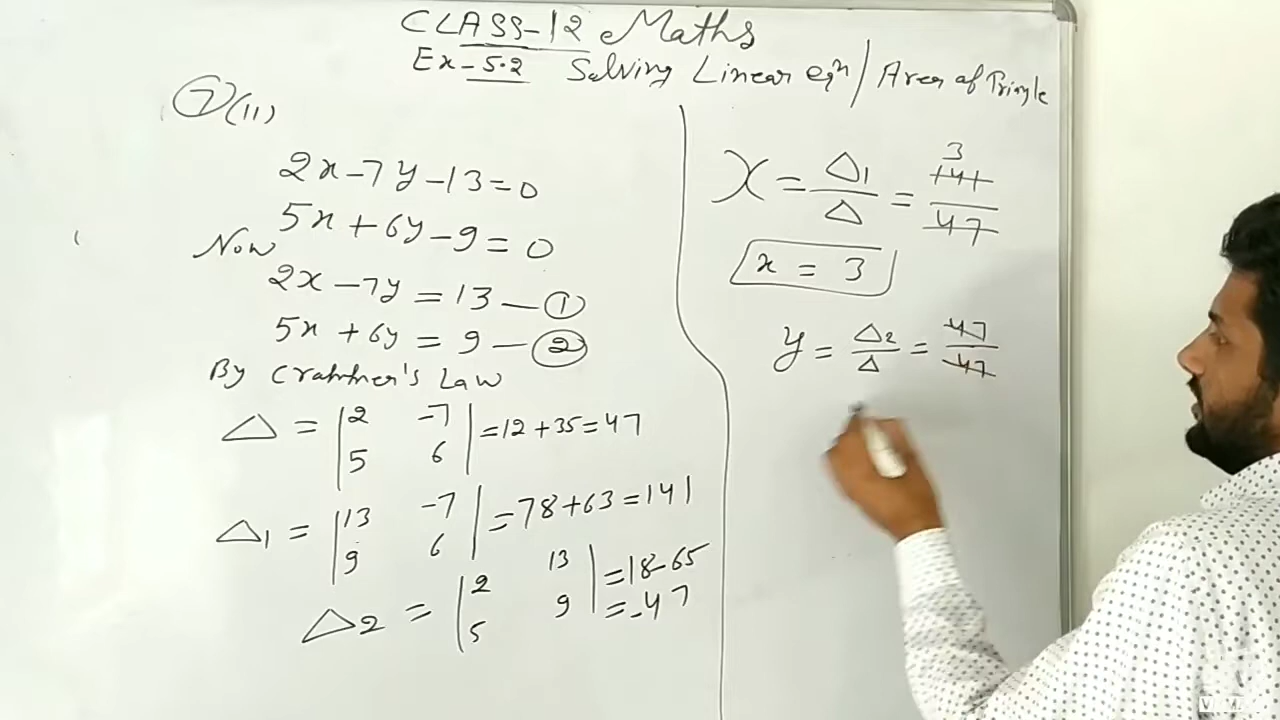 CLASS-12 Maths
Ex-5.2 Solving Linear eqn / Area of Triangle
7(11)
2x-7y-13=0
5x+6y-9=0
Now
2x-7y=13-①
5x+6y=9-②
By Crammer's Law
△ = |2 -7| =12+35=47
|5 6|
△1 = |13 -7| =78+63=141
|9 6|
△2 = |2 13| =18-65
|5 9| =-47
x = △1/△ = 141/47 3
x = 3
y = △2/△ = 47/47